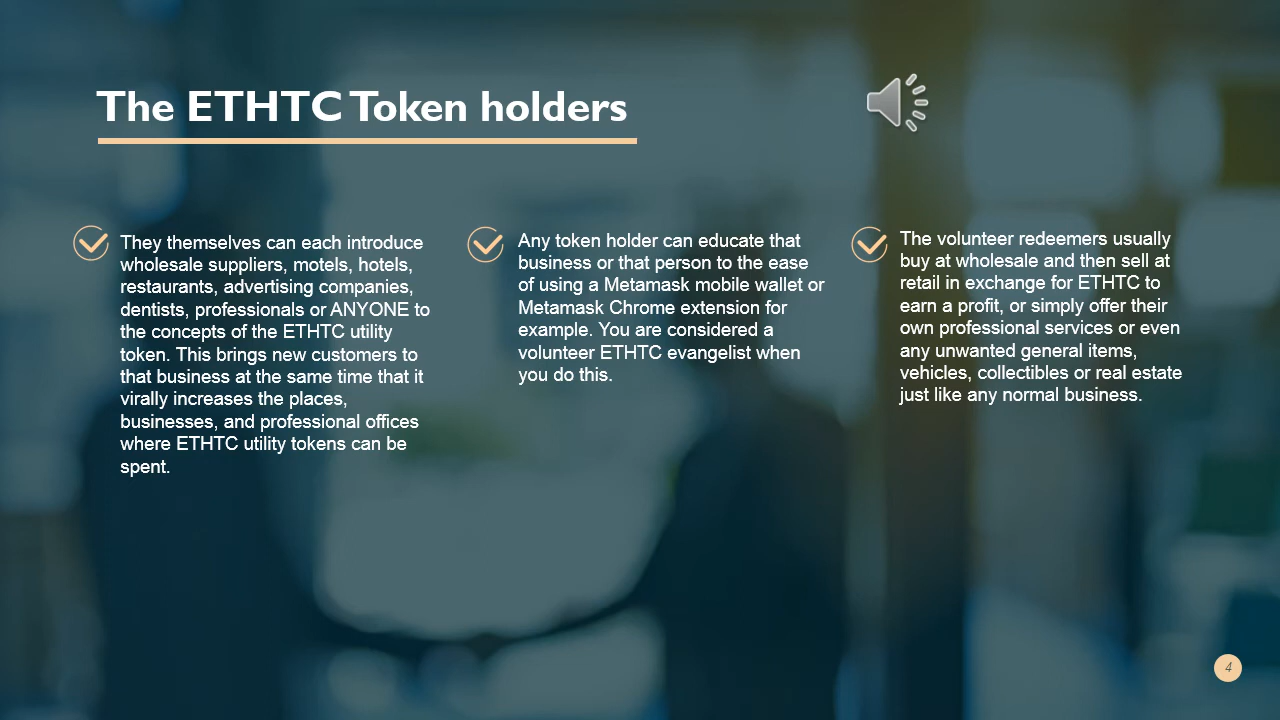 The ETHTC Token holders
They themselves can each introduce
wholesale suppliers, motels, hotels,
restaurants, advertising companies,
dentists, professionals or ANYONE to
the concepts of the ETHTC utility
token. This brings new customers to
that business at the same time that it
virally increases the places,
businesses, and professional offices
where ETHTC utility tokens can be
spent.
Any token holder can educate that
business or that person to the ease
of using a Metamask mobile wallet or
Metamask Chrome extension for
example. You are considered a
volunteer ETHTC evangelist when
you do this.
The volunteer redeemers usually
buy at wholesale and then sell at
retail in exchange for ETHTC to
earn a profit, or simply offer their
own professional services or even
any unwanted general items,
vehicles, collectibles or real estate
just like any normal business.
4